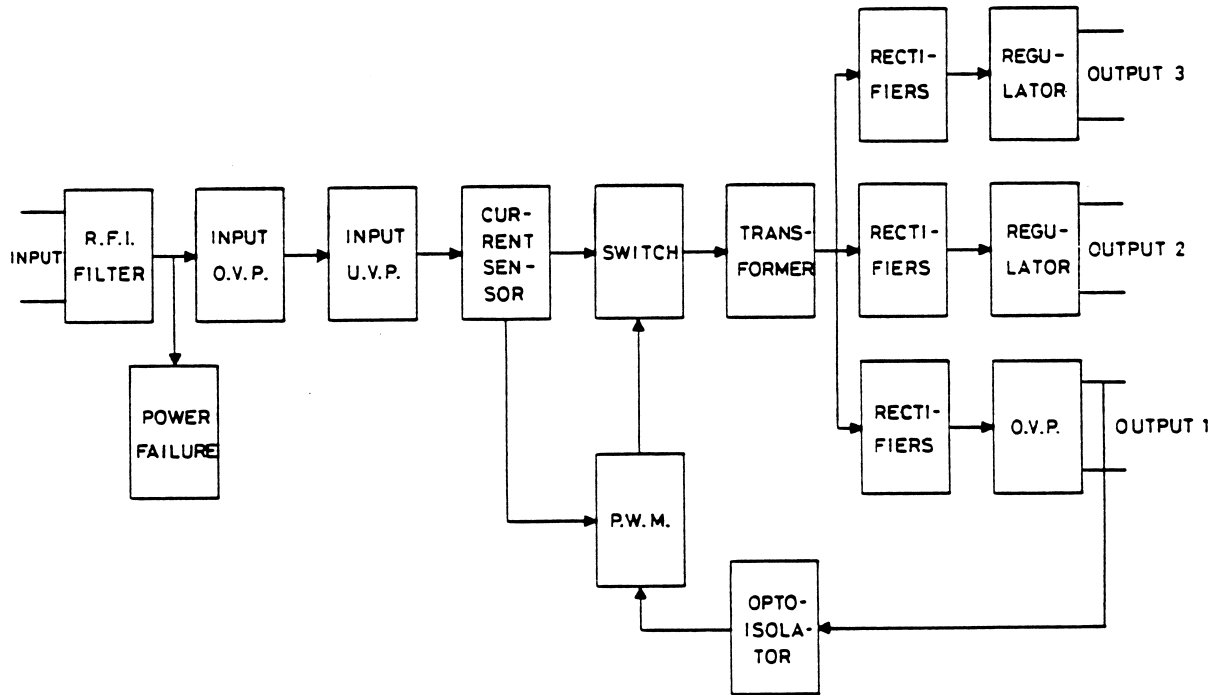 RECTI-
FIERS
REGU-
LATOR
OUTPUT 3
INPUT
R.F.I.
FILTER
INPUT
O.V.P.
INPUT
U.V.P.
CUR-
RENT
SEN-
SOR
SWITCH
TRANS-
FORMER
RECTI-
FIERS
REGU-
LATOR
OUTPUT 2
POWER
FAILURE
RECTI-
FIERS
O.V.P.
OUTPUT 1
P.W.M.
OPTO-
ISOLA-
TOR